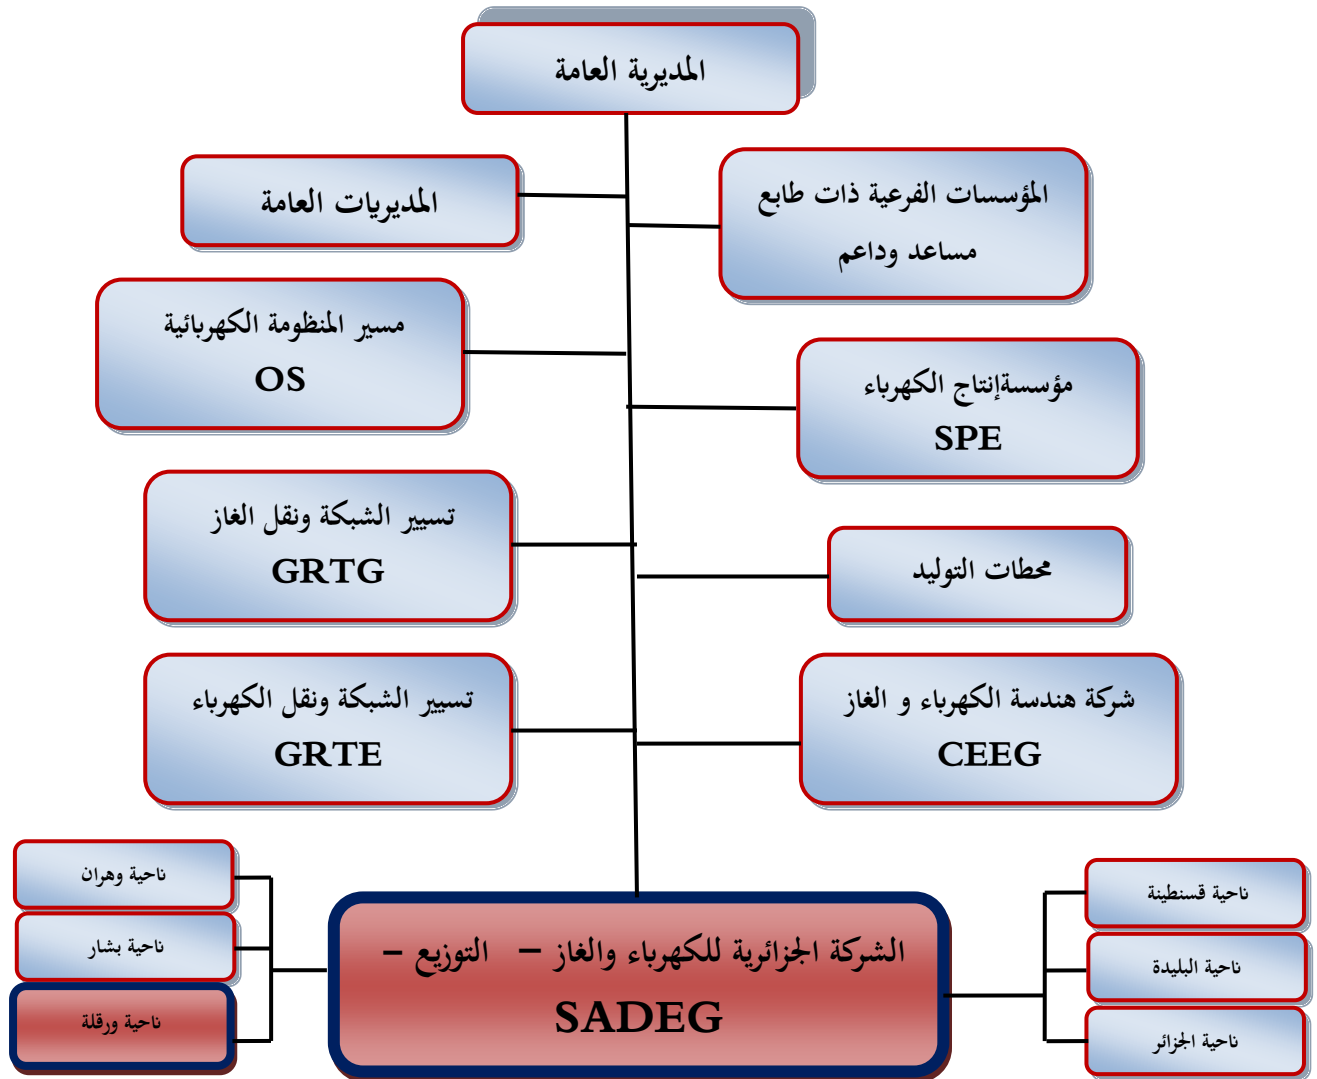 المديرية العامة
المؤسسات الفرعية ذات طابع
مساعد وداعم
المديريات العامة
مسير المنظومة الكهربائية
OS
مؤسسةإنتاج الكهرباء
SPE
تسيير الشبكة ونقل الغاز
GRTG
محطات التوليد
شركة هندسة الكهرباء و الغاز
CEEG
تسيير الشبكة ونقل الكهرباء
GRTE
ناحية قسنطينة
ناحية البليدة
ناحية الجزائر
الشركة الجزائرية للكهرباء والغاز – التوزيع –
SADEG
ناحية وهران
ناحية بشار
ناحية ورقلة